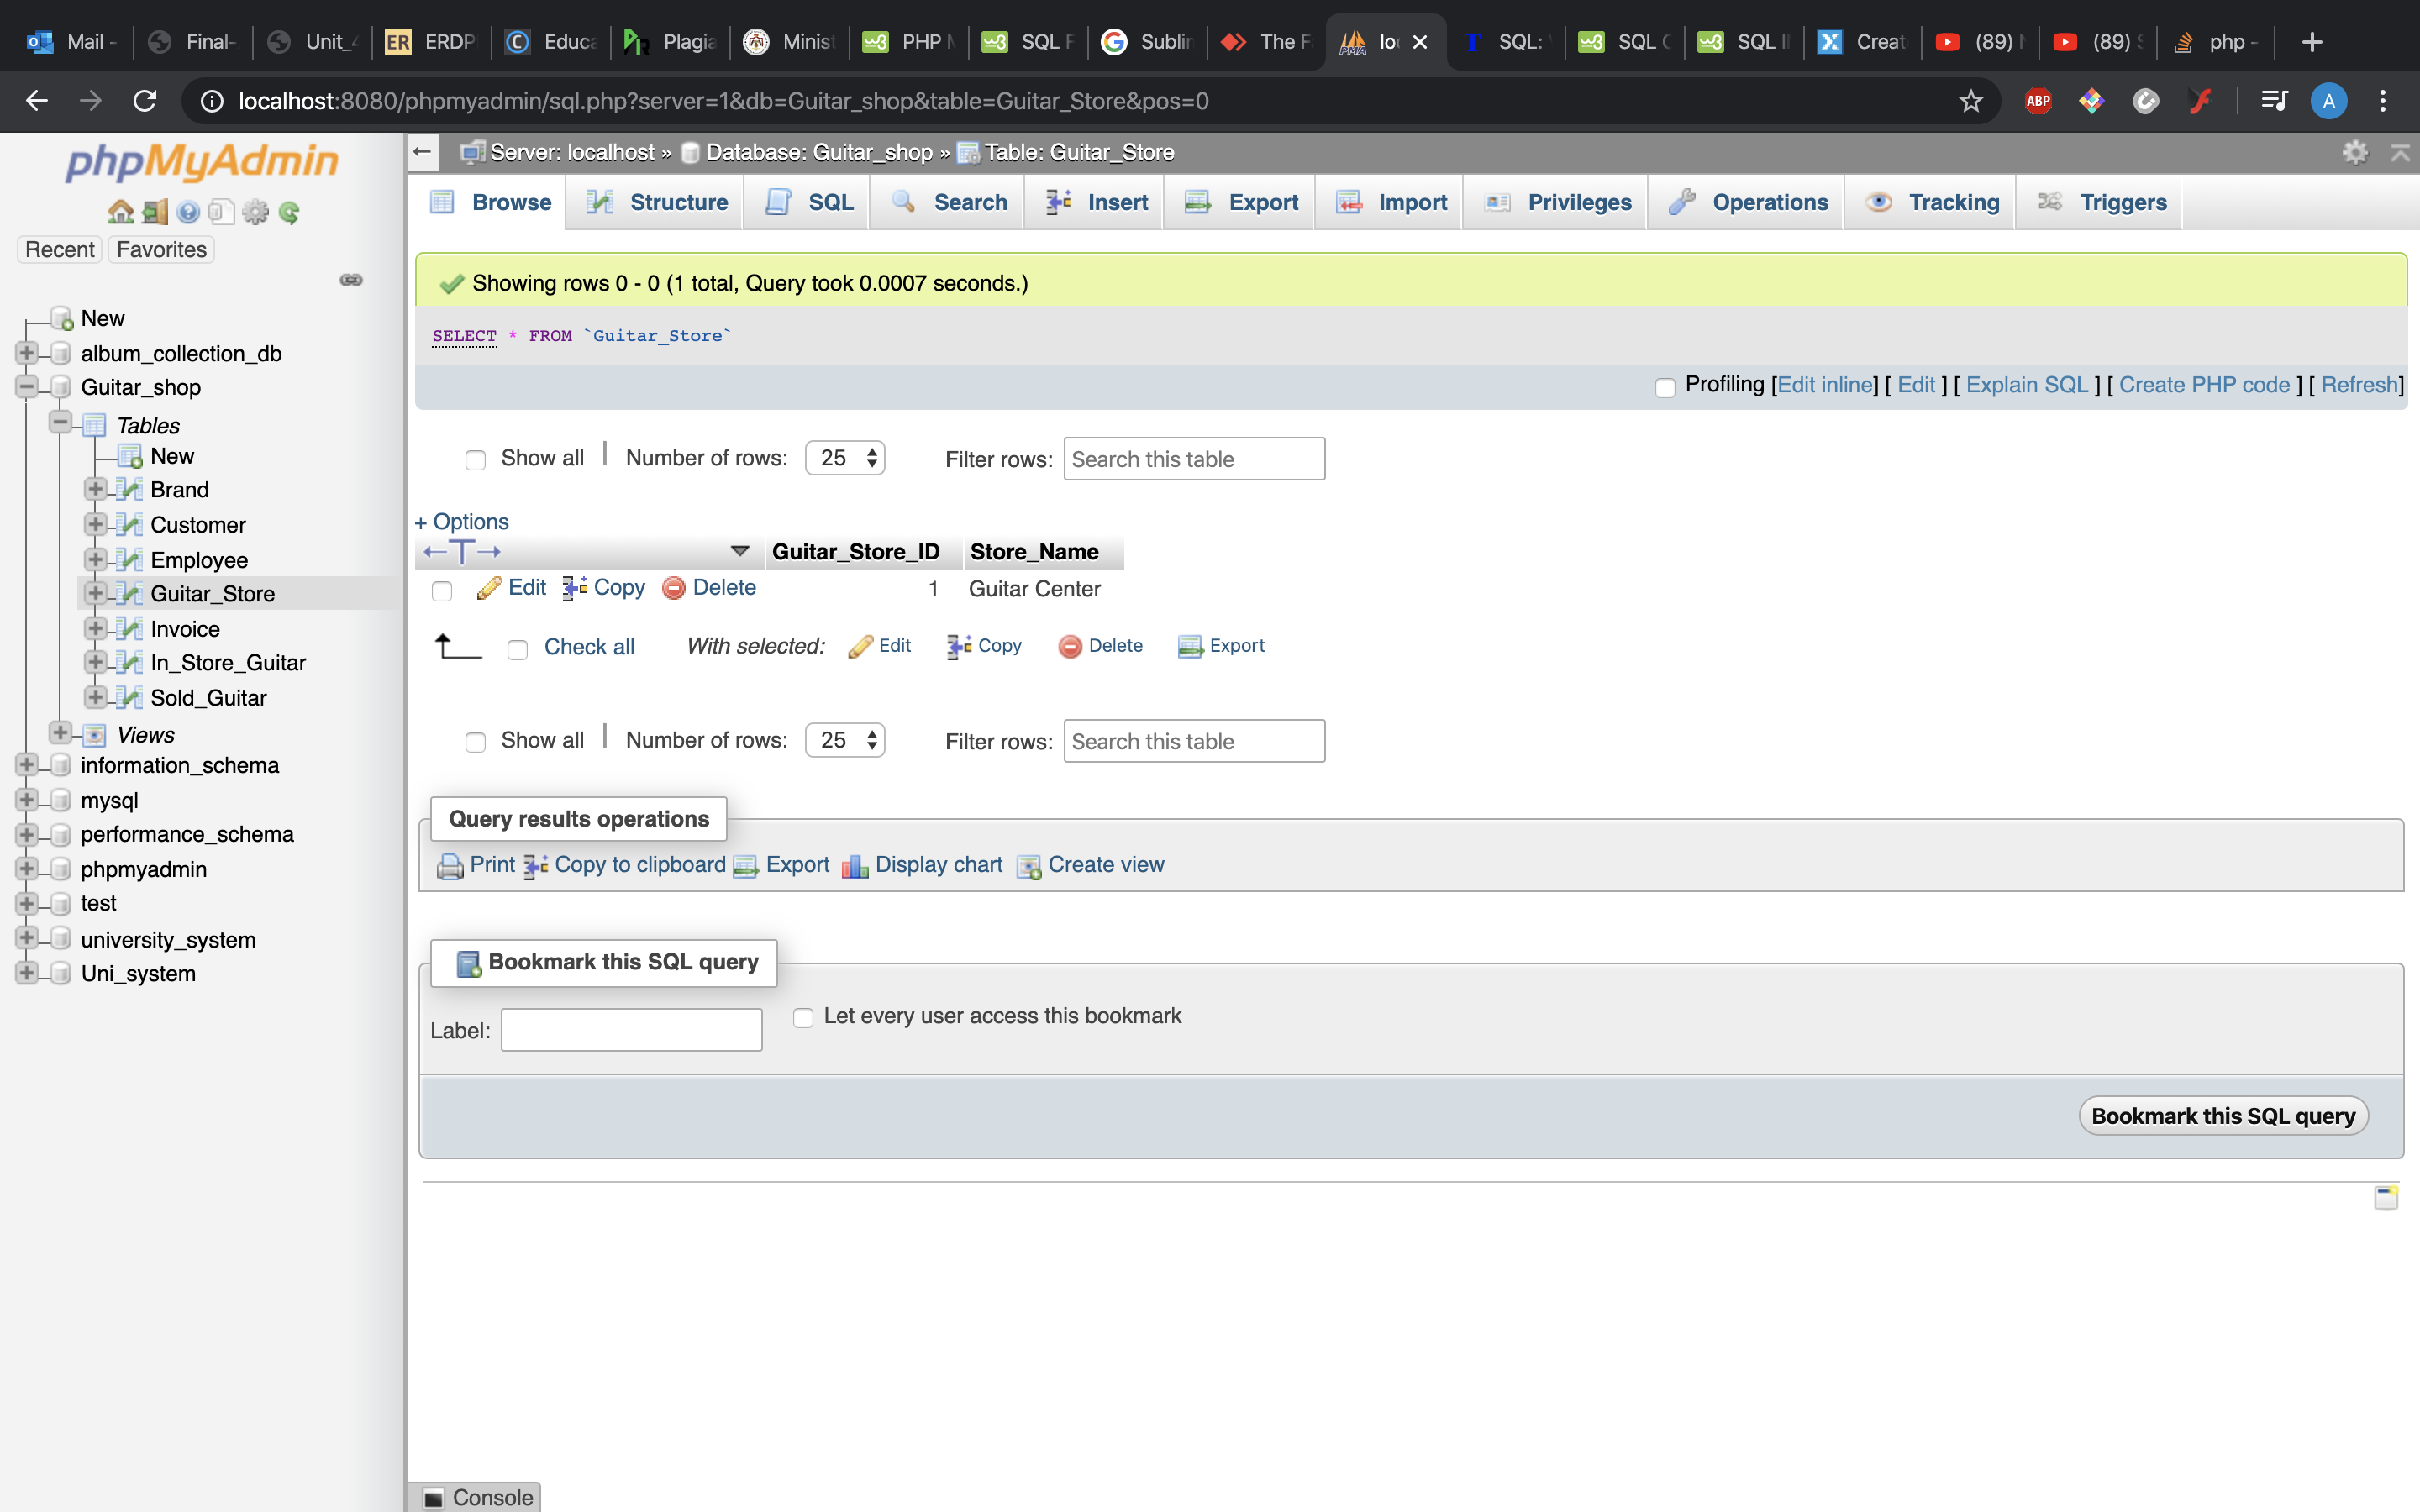 Mail -
Final-
Unit_
ER ERDP
Educa
Plagia
Minist
PHP
SQL F
Sublin
The F
SQL:
SQL
SQL
Creat
(89)
(89)
php -
localhost:8080/phpmyadmin/sql.php?server=1&db=Guitar_shop&table=Guitar_Store&pos=0
ABP
A
phpMyAdmin
Recent
Favorites
New
album_collection_db
Guitar_shop
Tables
New
Brand
Customer
Employee
Guitar_Store
Invoice
In_Store_Guitar
Sold_Guitar
Views
information_schema
mysql
performance_schema
phpmyadmin
test
university_system
Uni_system
Server: localhost » Database: Guitar_shop » Table: Guitar_Store
Browse
Structure
SQL
Search
Insert
Export
Import
Privileges
Operations
Tracking
Triggers
Showing rows 0 - 0 (1 total, Query took 0.0007 seconds.)
SELECT * FROM `Guitar_Store`
Profiling [Edit inline] [ Edit ] [ Explain SQL ] [ Create PHP code ] [ Refresh]
Show all | Number of rows: 25 Filter rows: Search this table
+ Options
←T→ Guitar_Store_ID Store_Name
Edit Copy Delete 1 Guitar Center
Check all With selected: Edit Copy Delete Export
Show all | Number of rows: 25 Filter rows: Search this table
Query results operations
Print Copy to clipboard Export Display chart Create view
Bookmark this SQL query
Label: Let every user access this bookmark
Bookmark this SQL query
Console